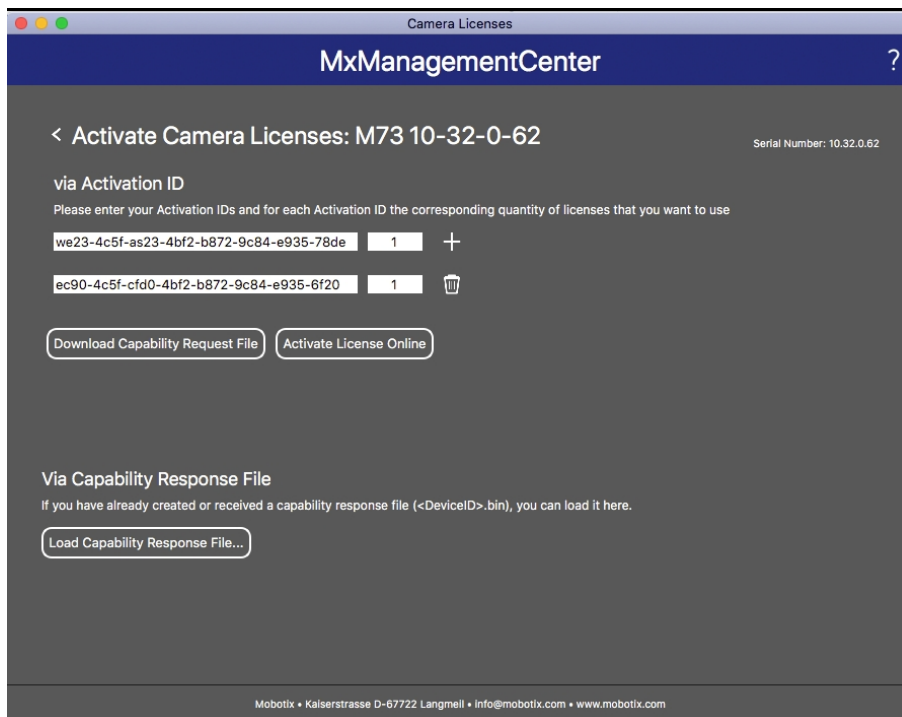 Camera Licenses
MxManagementCenter
?
< Activate Camera Licenses: M73 10-32-0-62
Serial Number: 10.32.0.62
via Activation ID
Please enter your Activation IDs and for each Activation ID the corresponding quantity of licenses that you want to use
we23-4c5f-as23-4bf2-b872-9c84-e935-78de 1 +
ec90-4c5f-cfd0-4bf2-b872-9c84-e935-6f20 1
Download Capability Request File Activate License Online
Via Capability Response File
If you have already created or received a capability response file (<DeviceID>.bin), you can load it here.
Load Capability Response File...
Mobotix • Kaiserstrasse D-67722 Langmeil • info@mobotix.com • www.mobotix.com